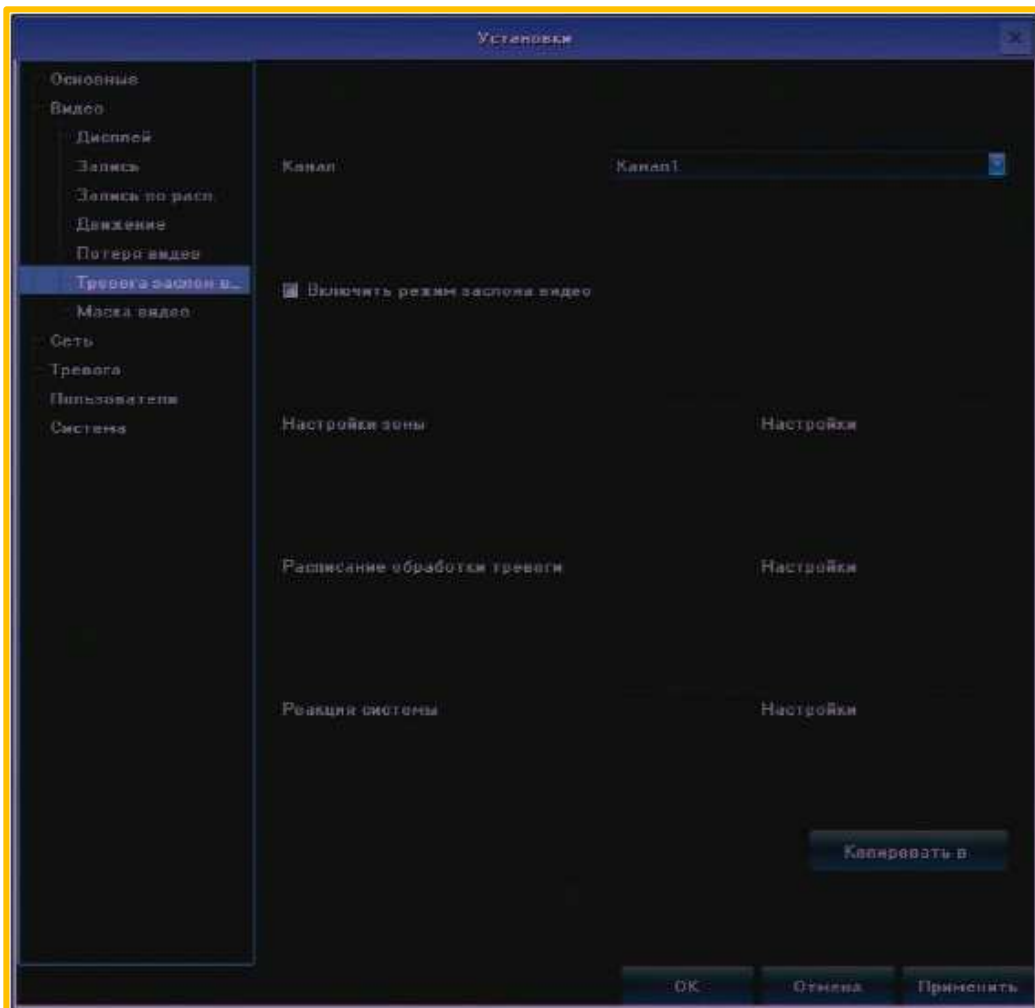 Установки
Основные
Видео
Дисплей
Запись
Запись по расп.
Движение
Потеря видео
Тревога заслон в...
Маска видео
Сеть
Тревога
Пользователи
Система
Канал Канал1
Включить режим заслона видео
Настройки зоны Настройки
Расписание обработки тревоги Настройки
Реакция системы Настройки
Копировать в
OK Отмена Применить